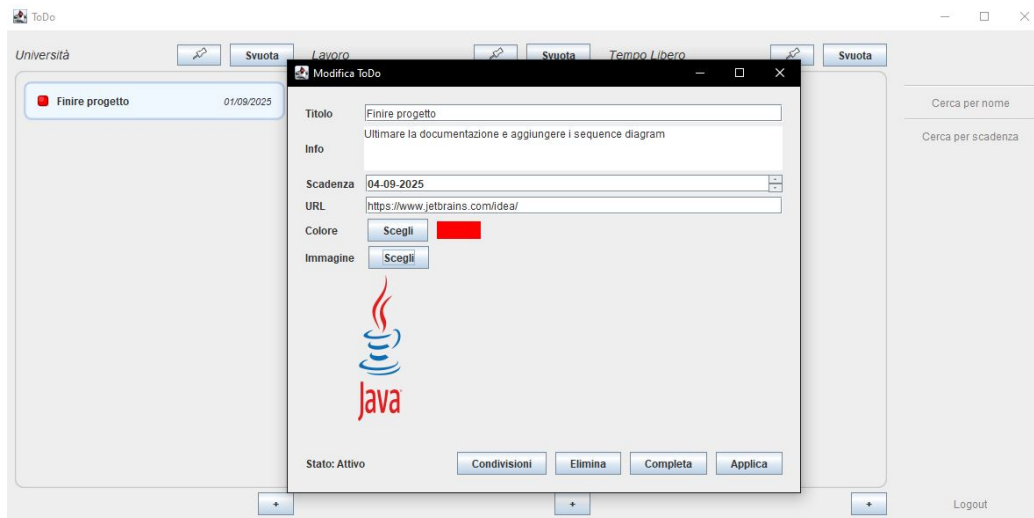 ToDo
Università Svuota Lavoro Svuota Tempo Libero Svuota
Modifica ToDo
Finire progetto 01/09/2025
Cerca per nome
Cerca per scadenza
Titolo Finire progetto
Info Ultimare la documentazione e aggiungere i sequence diagram
Scadenza 04-09-2025
URL https://www.jetbrains.com/idea/
Colore Scegli
Immagine Scegli
Java
Stato: Attivo Condivisioni Elimina Completa Applica
+ + +
Logout